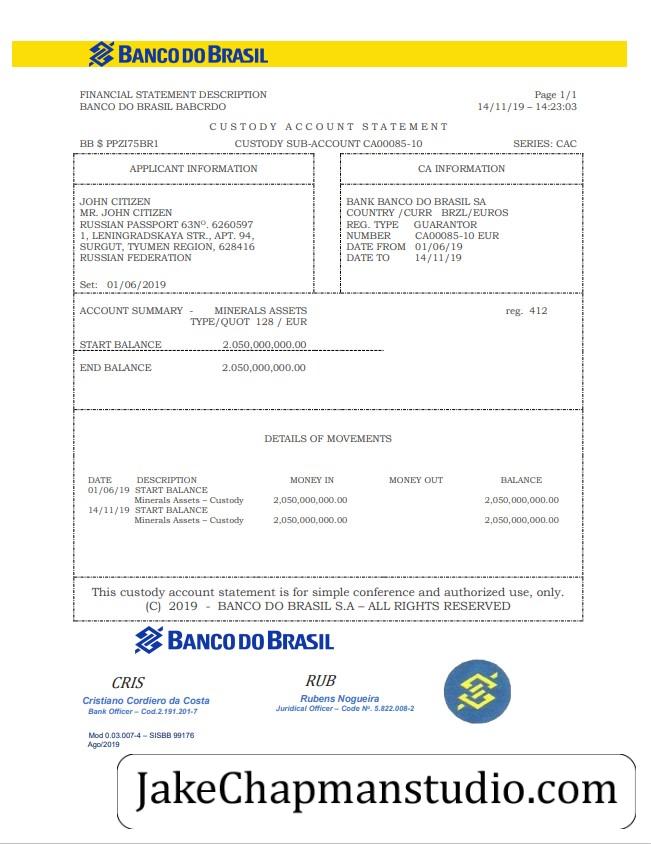 BANCO DO BRASIL
FINANCIAL STATEMENT DESCRIPTION Page 1/1
BANCO DO BRASIL BABCRDO 14/11/19 – 14:23:03
CUSTODY ACCOUNT STATEMENT
BB $ PPZI75BR1 CUSTODY SUB-ACCOUNT CA00085-10 SERIES: CAC
APPLICANT INFORMATION CA INFORMATION
JOHN CITIZEN BANK BANCO DO BRASIL SA
MR. JOHN CITIZEN COUNTRY /CURR BRZL/EUROS
RUSSIAN PASSPORT 63Nº. 6260597 REG. TYPE GUARANTOR
1, LENINGRADSKAYA STR., APT. 94, NUMBER CA00085-10 EUR
SURGUT, TYUMEN REGION, 628416 DATE FROM 01/06/19
RUSSIAN FEDERATION DATE TO 14/11/19
Set: 01/06/2019
ACCOUNT SUMMARY - MINERALS ASSETS reg. 412
TYPE/QUOT 128 / EUR
START BALANCE 2.050,000,000.00
END BALANCE 2.050,000,000.00
DETAILS OF MOVEMENTS
DATE DESCRIPTION MONEY IN MONEY OUT BALANCE
01/06/19 START BALANCE
Minerals Assets – Custody 2,050,000,000.00 2,050,000,000.00
14/11/19 START BALANCE
Minerals Assets – Custody 2,050,000,000.00 2,050,000,000.00
This custody account statement is for simple conference and authorized use, only.
(C) 2019 - BANCO DO BRASIL S.A – ALL RIGHTS RESERVED
BANCO DO BRASIL
CRIS RUB
Cristiano Cordiero da Costa Rubens Nogueira
Bank Officer – Cod.2.191.201-7 Juridical Officer – Code Nº. 5.822.008-2
Mod 0.03.007-4 – SISBB 99176
Ago/2019
JakeChapmanstudio.com